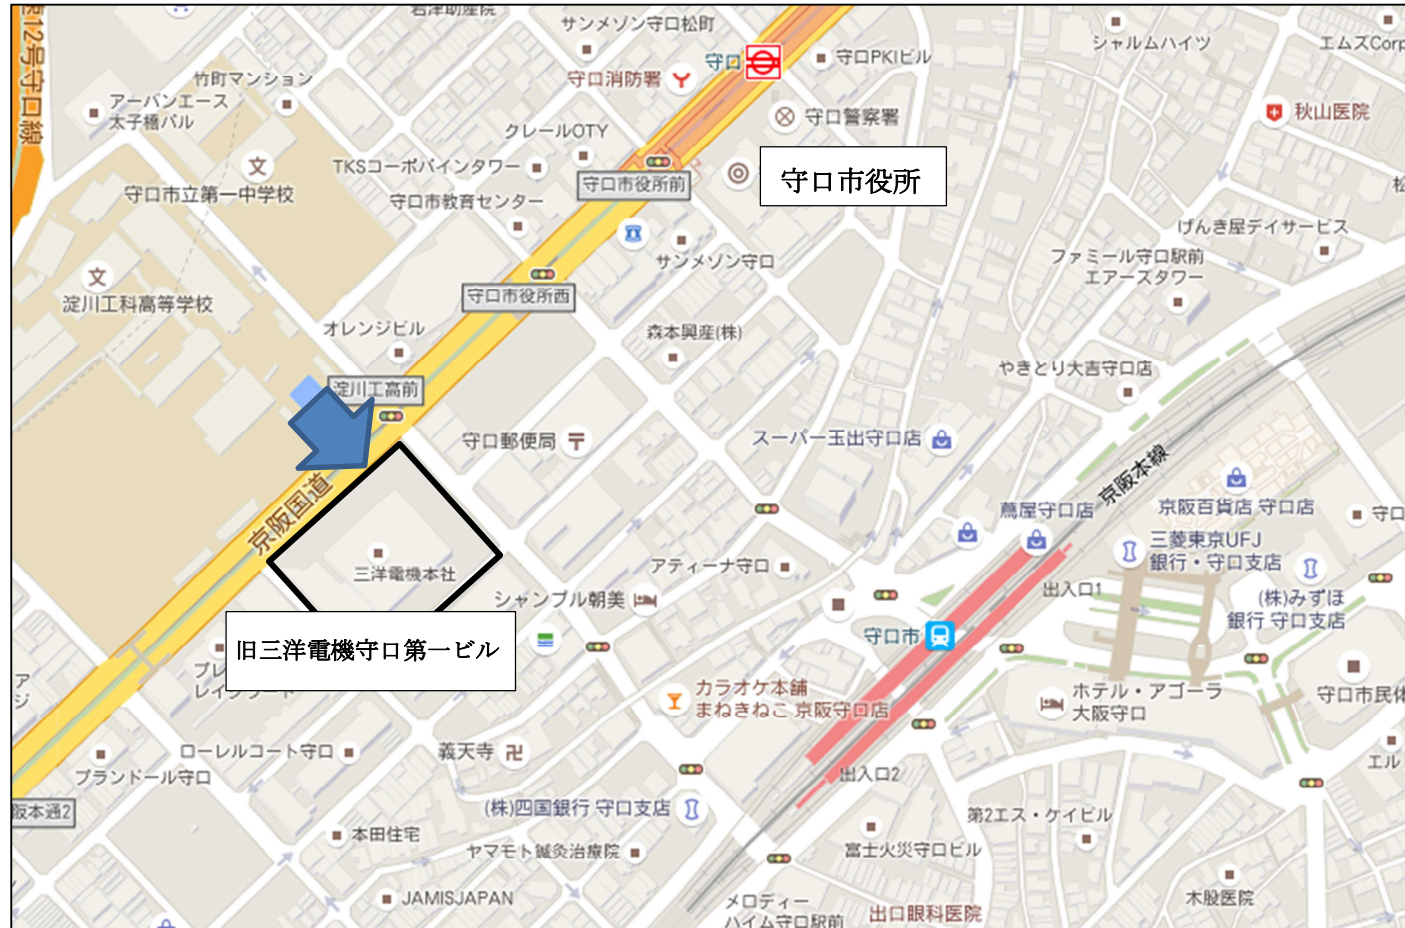 岩津助産院
サンメゾン守口松町
守口
守口PKIビル
シャルムハイツ
エムズCorp
12号守口線
竹町マンション
守口消防署
アーバンエース
太子橋パル
守口警察署
秋山医院
クレールOTY
TKSコーポパインタワー
守口市役所前
守口市役所
守口市立第一中学校
守口市教育センター
げんき屋デイサービス
サンメゾン守口
ファミール守口駅前
エアーズタワー
淀川工科高等学校
守口市役所西
オレンジビル
森本興産(株)
やきとり大吉守口店
淀川工高前
守口郵便局
スーパー玉出守口店
京阪本線
京阪国道
蔦屋守口店
京阪百貨店 守口店
守口
三菱東京UFJ
銀行・守口支店
三洋電機本社
アティーナ守口
出入口1
シャンブル朝美
(株)みずほ
銀行 守口支店
旧三洋電機守口第一ビル
守口市
カラオケ本舗
まねきねこ 京阪守口店
ホテル・アゴーラ
大阪守口
守口市民体
ローレルコート守口
義天寺
ブランドール守口
出入口2
エル
阪本通2
(株)四国銀行 守口支店
第2エス・ケイビル
本田住宅
ヤマモト鍼灸治療院
富士火災守口ビル
JAMISJAPAN
木股医院
メロディー
ハイム守口駅前
出口眼科医院